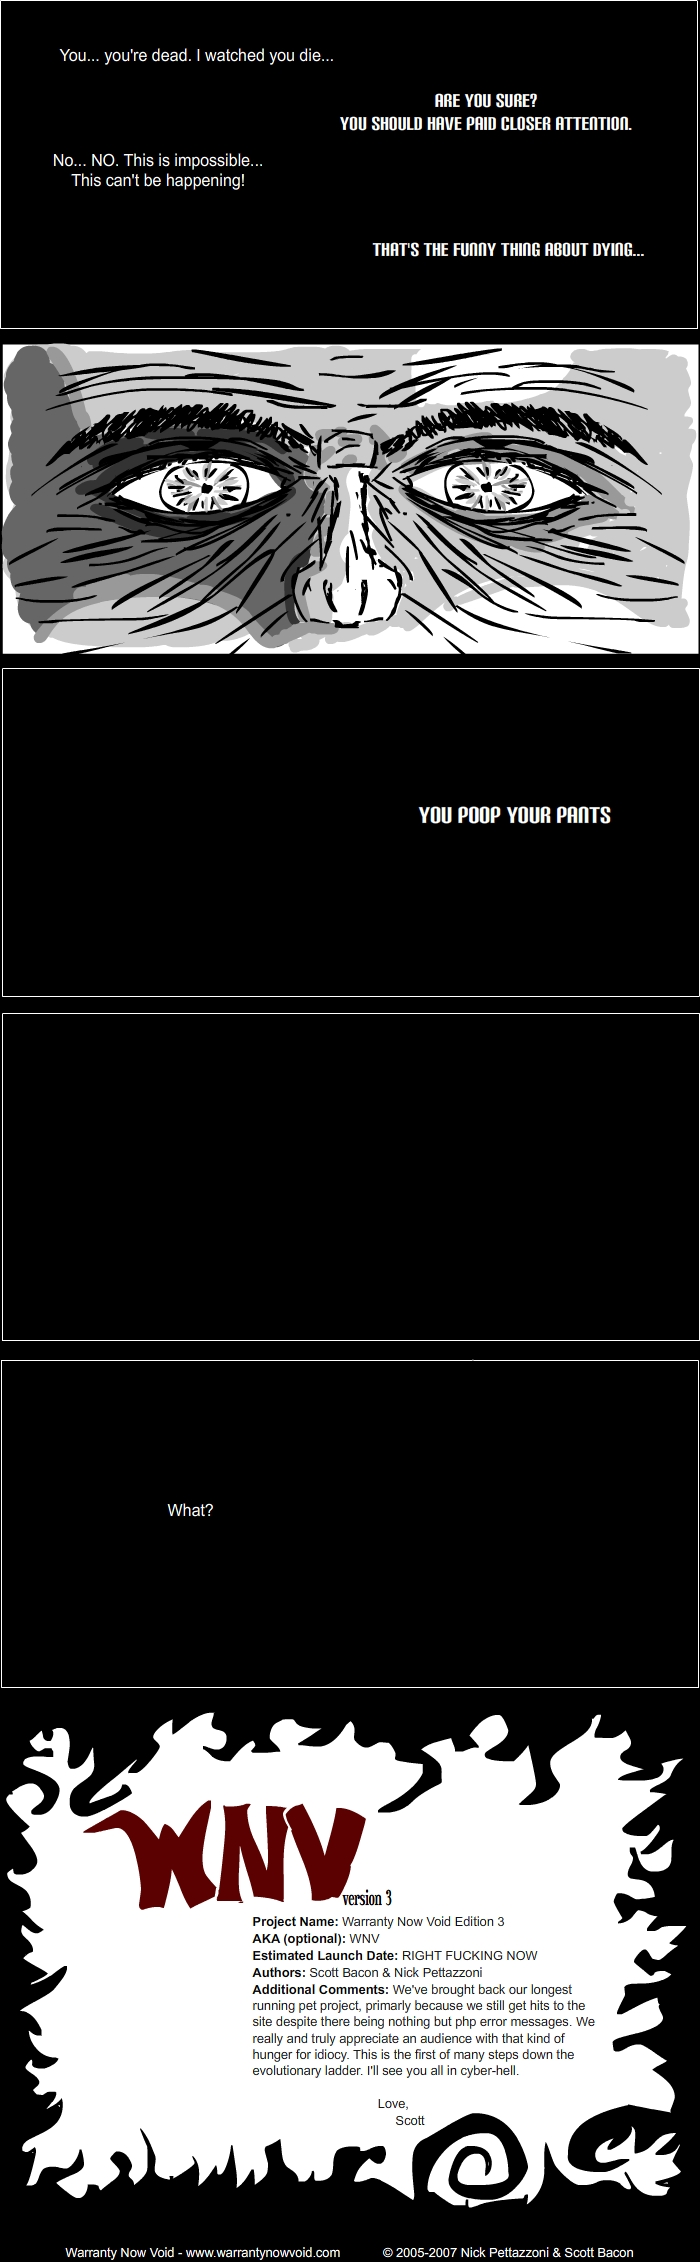 You... you're dead. I watched you die...
ARE YOU SURE?
YOU SHOULD HAVE PAID CLOSER ATTENTION.
No... NO. This is impossible...
This can't be happening!
THAT'S THE FUNNY THING ABOUT DYING...
YOU POOP YOUR PANTS
What?
WNV
version 3
Project Name: Warranty Now Void Edition 3
AKA (optional): WNV
Estimated Launch Date: RIGHT FUCKING NOW
Authors: Scott Bacon & Nick Pettazzoni
Additional Comments: We've brought back our longest
running pet project, primarly because we still get hits to the
site despite there being nothing but php error messages. We
really and truly appreciate an audience with that kind of
hunger for idiocy. This is the first of many steps down the
evolutionary ladder. I'll see you all in cyber-hell.
Love,
Scott
Warranty Now Void - www.warrantynowvoid.com © 2005-2007 Nick Pettazzoni & Scott Bacon